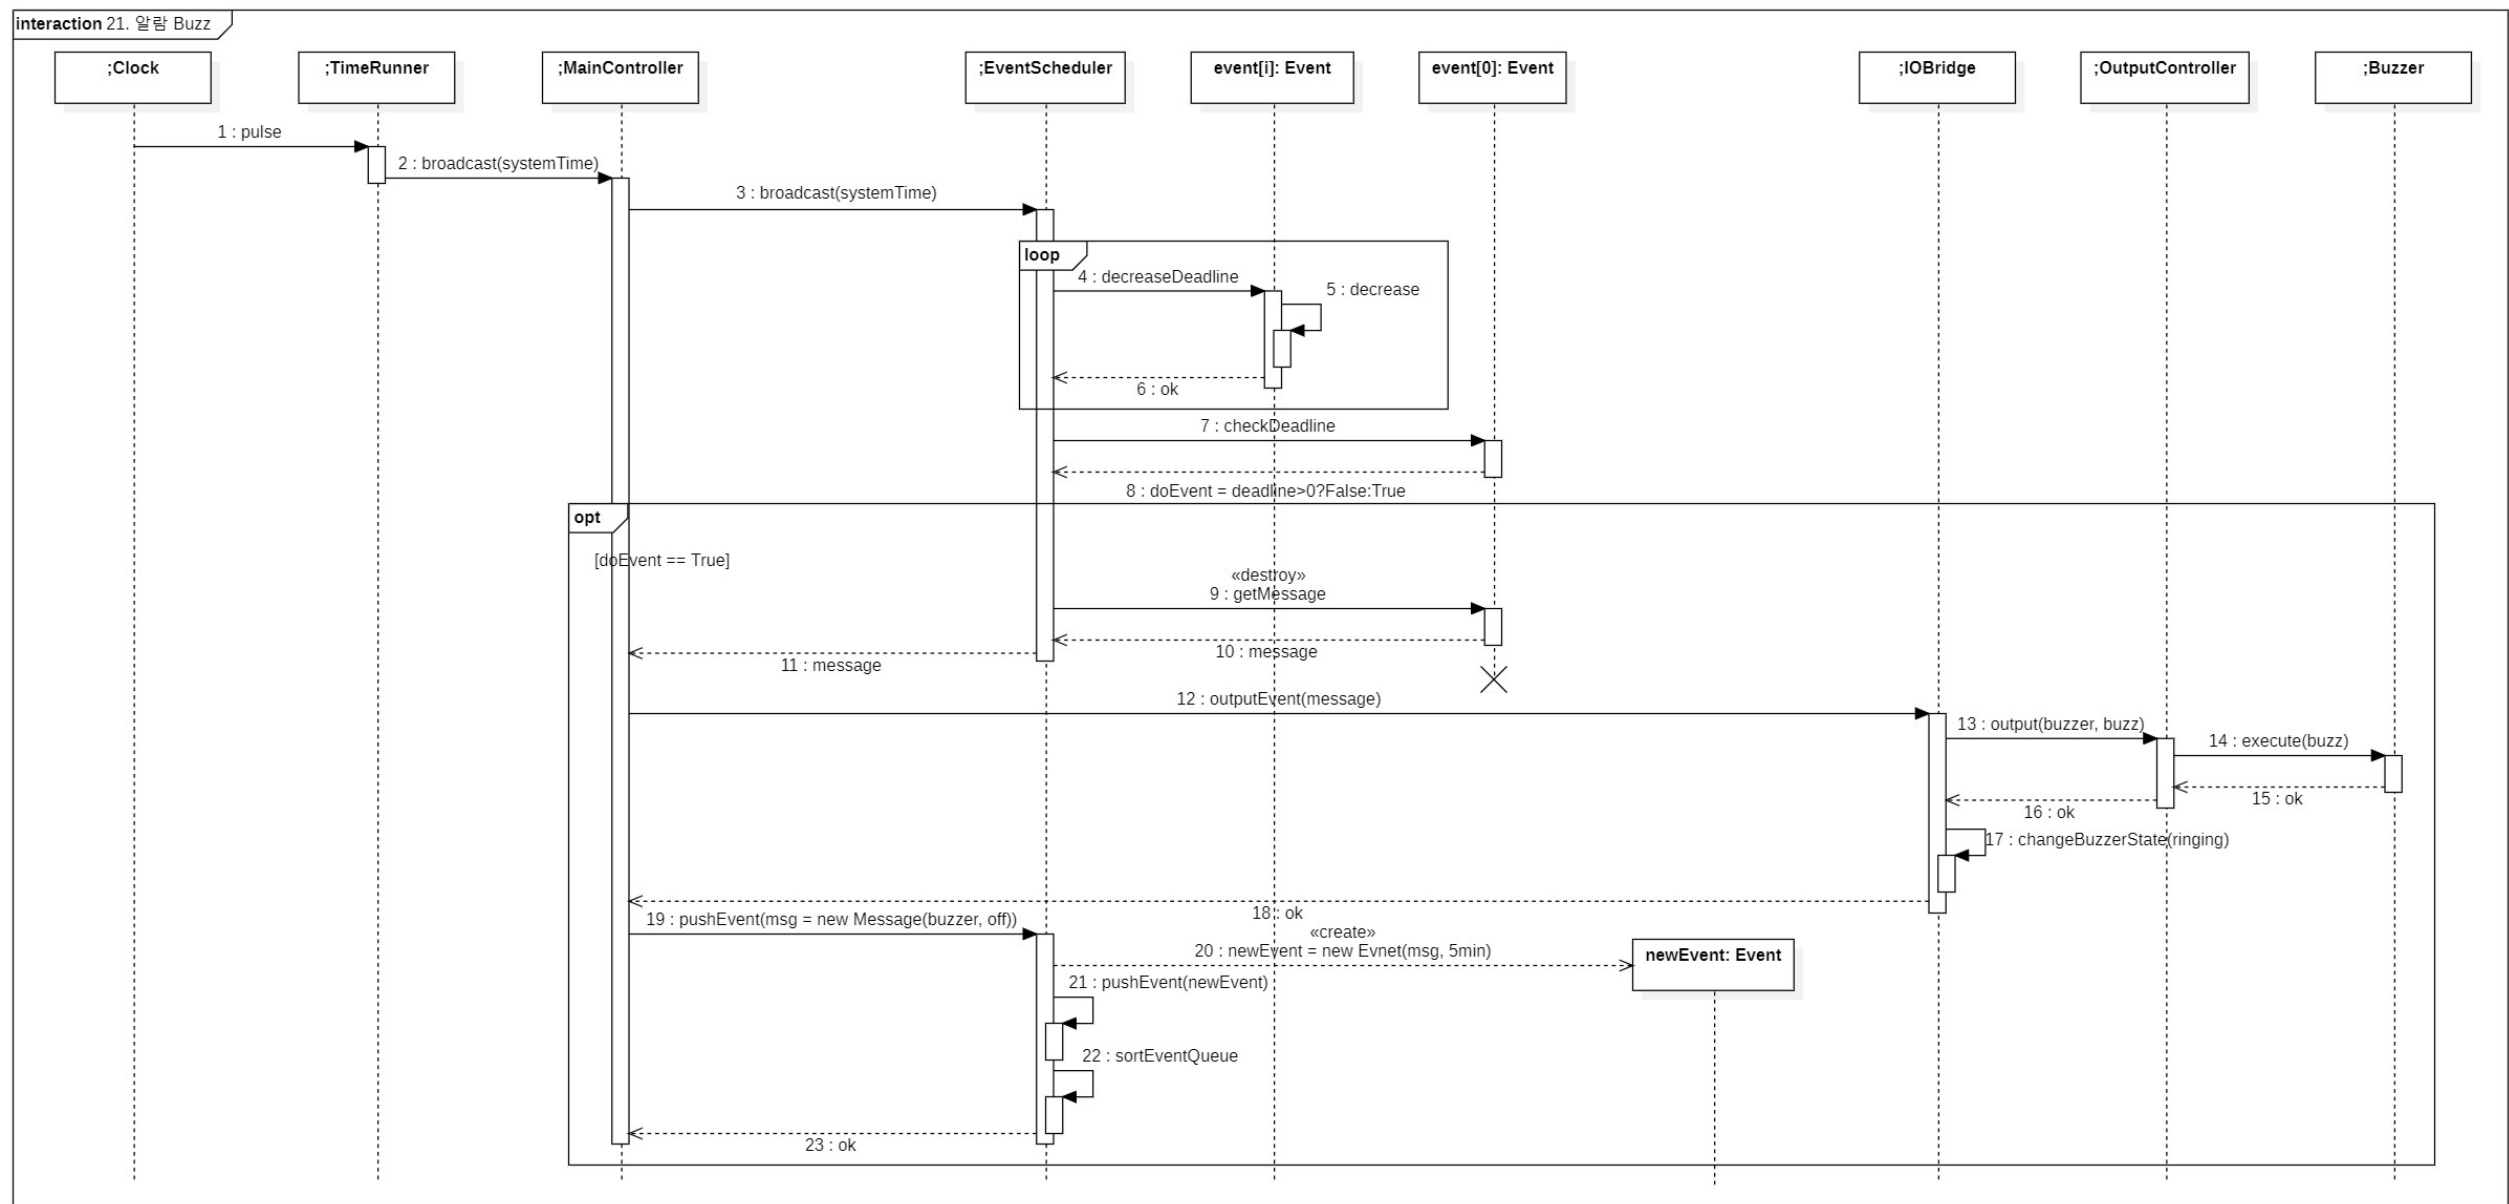 interaction 21. 알람 Buzz
;Clock
;TimeRunner
;MainController
;EventScheduler
event[i]: Event
event[0]: Event
;IOBridge
;OutputController
;Buzzer
1 : pulse
2 : broadcast(systemTime)
3 : broadcast(systemTime)
loop
4 : decreaseDeadline
5 : decrease
6 : ok
7 : checkDeadline
8 : doEvent = deadline>0?False:True
opt
[doEvent == True]
«destroy»
9 : getMessage
10 : message
11 : message
12 : outputEvent(message)
13 : output(buzzer, buzz)
14 : execute(buzz)
15 : ok
16 : ok
17 : changeBuzzerState(ringing)
18 : ok
19 : pushEvent(msg = new Message(buzzer, off))
«create»
20 : newEvent = new Evnet(msg, 5min)
newEvent: Event
21 : pushEvent(newEvent)
22 : sortEventQueue
23 : ok